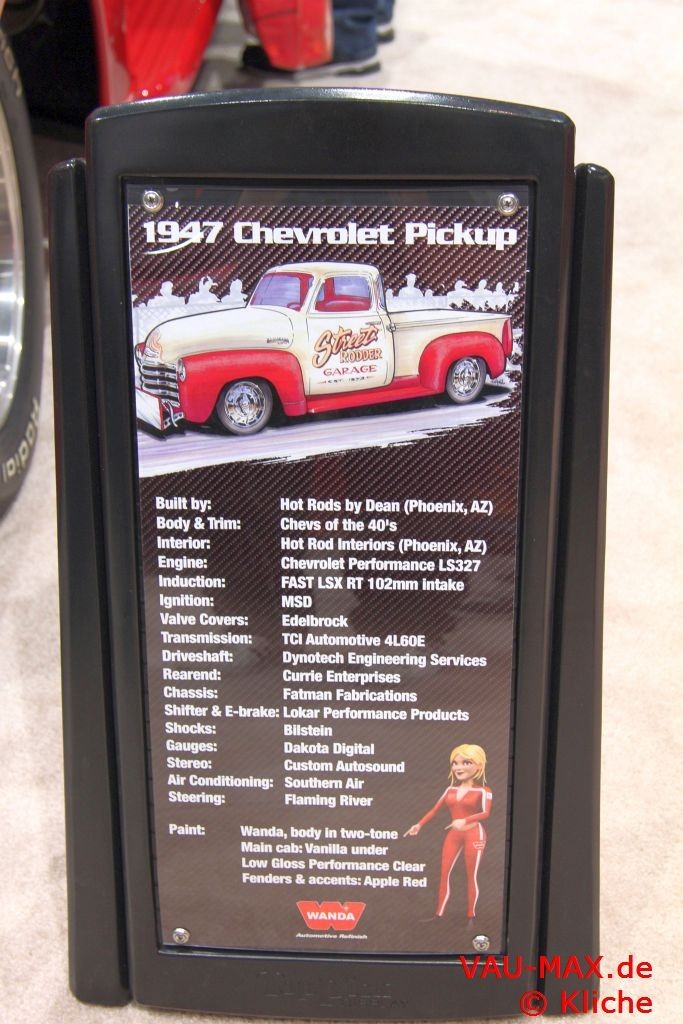 1947 Chevrolet Pickup
Street
RODDER
GARAGE
EST. 1972
Built by: Hot Rods by Dean (Phoenix, AZ)
Body & Trim: Chevs of the 40's
Interior: Hot Rod Interiors (Phoenix, AZ)
Engine: Chevrolet Performance LS327
Induction: FAST LSX RT 102mm intake
Ignition: MSD
Valve Covers: Edelbrock
Transmission: TCI Automotive 4L60E
Driveshaft: Dynotech Engineering Services
Rearend: Currie Enterprises
Chassis: Fatman Fabrications
Shifter & E-brake: Lokar Performance Products
Shocks: Bilstein
Gauges: Dakota Digital
Stereo: Custom Autosound
Air Conditioning: Southern Air
Steering: Flaming River
Paint: Wanda, body in two-tone
Main cab: Vanilla under
Low Gloss Performance Clear
Fenders & accents: Apple Red
WANDA
Automotive Refinish
radial
VAU-MAX.de
© Kliche